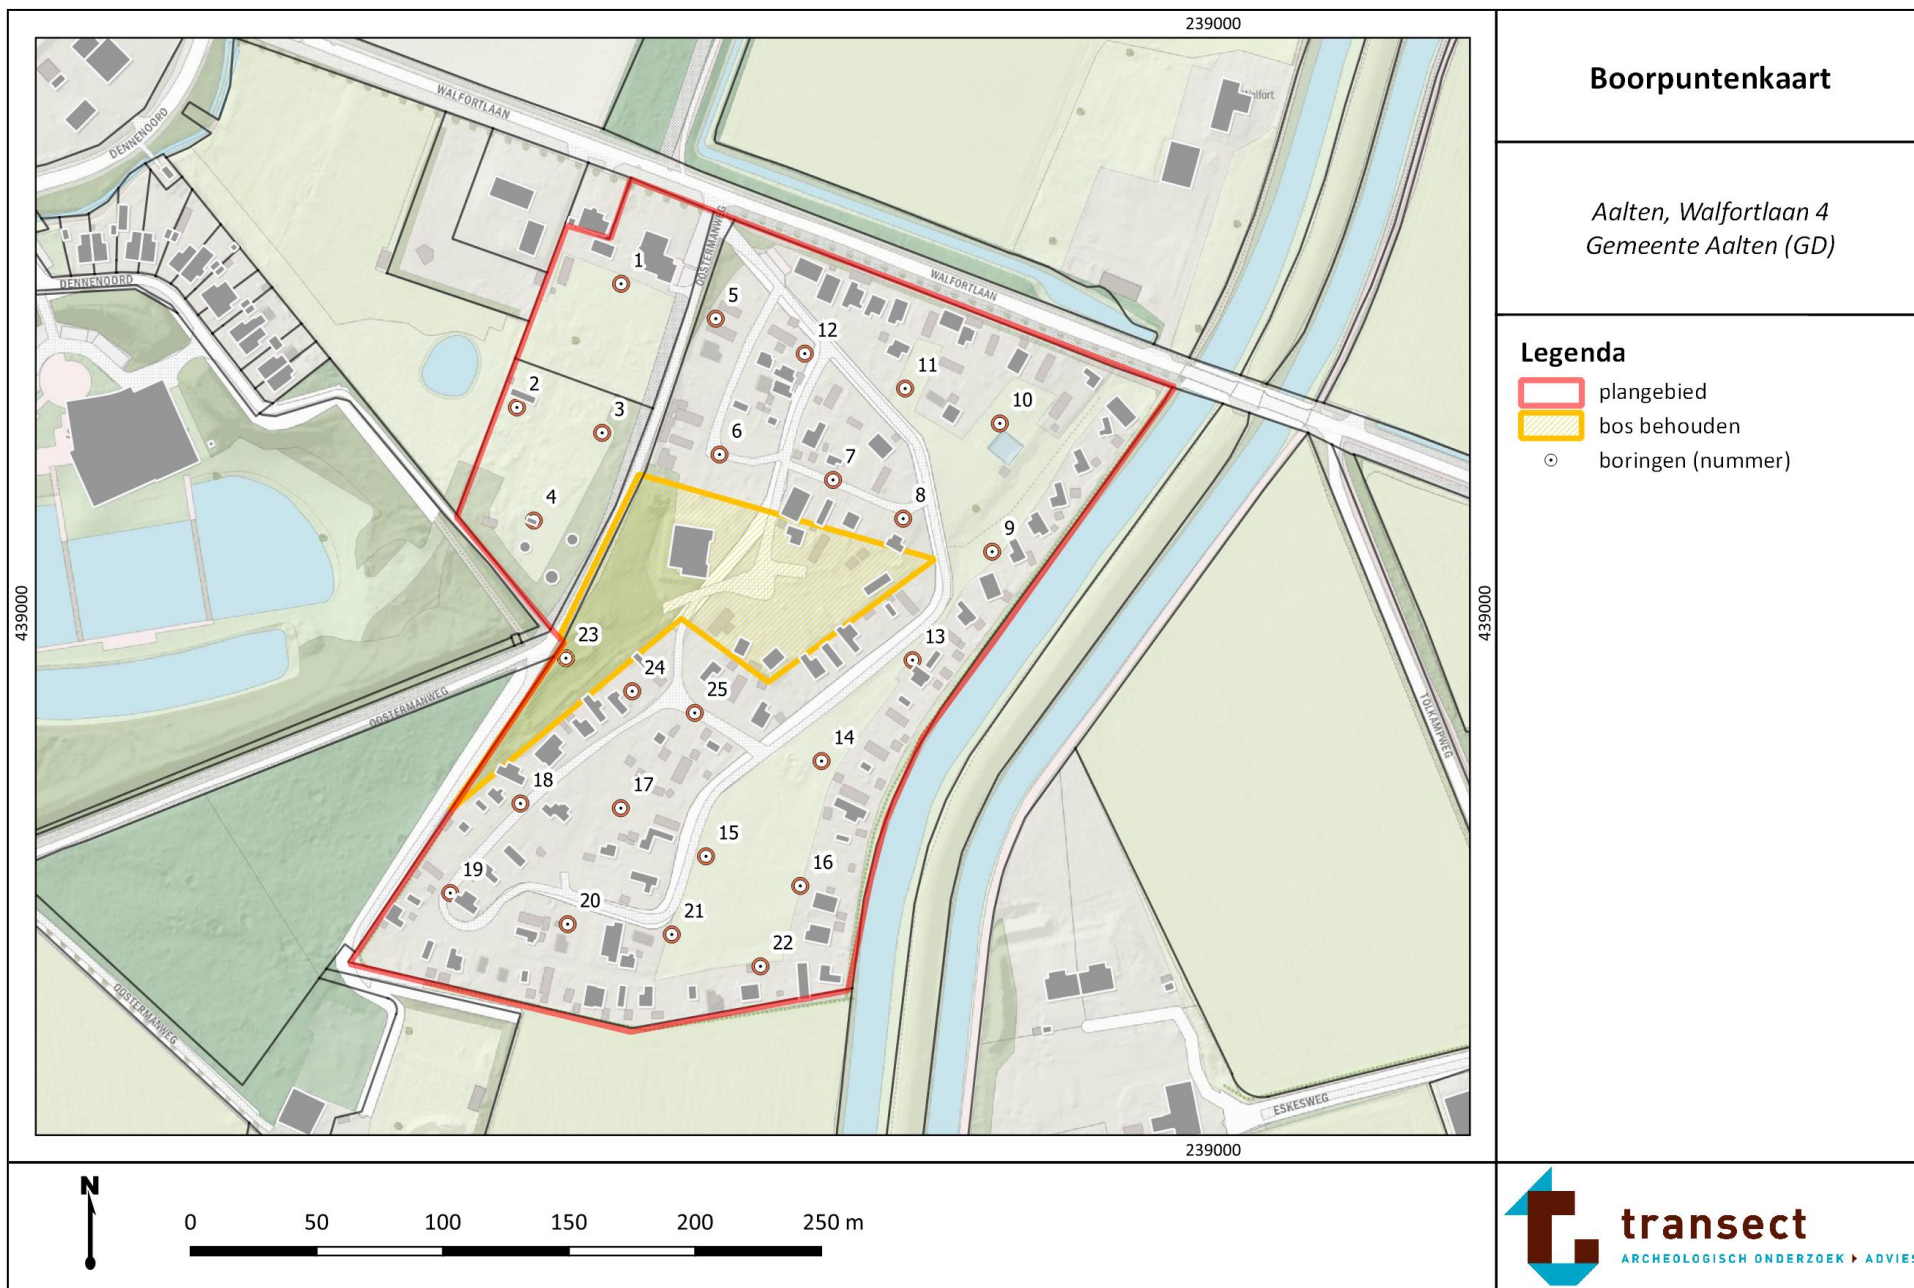 239000
Boorpuntenkaart
Aalten, Walfortlaan 4
Gemeente Aalten (GD)
Legenda
plangebied
bos behouden
boringen (nummer)
WALFORTLAAN
DENNENOORD
Walfort
OOSTERMANWEG
DENNENOORD
WALFORTLAAN
1
5
12
11
2
3
10
6
7
4
8
9
439000
439000
23
13
24
25
OOSTERMANWEG
TOLKAMPWEG
14
18
17
15
16
19
20
21
22
OOSTERMANWEG
ESKESWEG
239000
N
0 50 100 150 200 250 m
transect
ARCHEOLOGISCH ONDERZOEK ADVIES